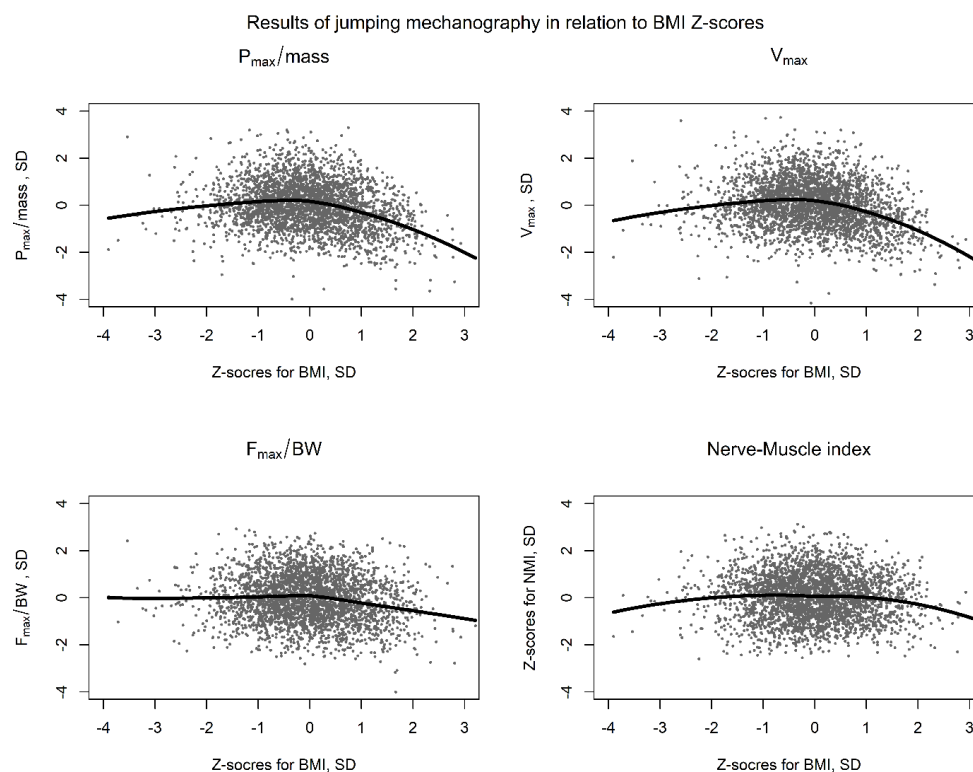 Results of jumping mechanography in relation to BMI Z-scores
Pmax/mass
Pmax/mass , SD
4
2
0
-2
-4
-4 -3 -2 -1 0 1 2 3
Z-socres for BMI, SD
Vmax
Vmax , SD
4
2
0
-2
-4
-4 -3 -2 -1 0 1 2 3
Z-socres for BMI, SD
Fmax/BW
Fmax/BW , SD
4
2
0
-2
-4
-4 -3 -2 -1 0 1 2 3
Z-socres for BMI, SD
Nerve-Muscle index
Z-scores for NMI, SD
4
2
0
-2
-4
-4 -3 -2 -1 0 1 2 3
Z-socres for BMI, SD